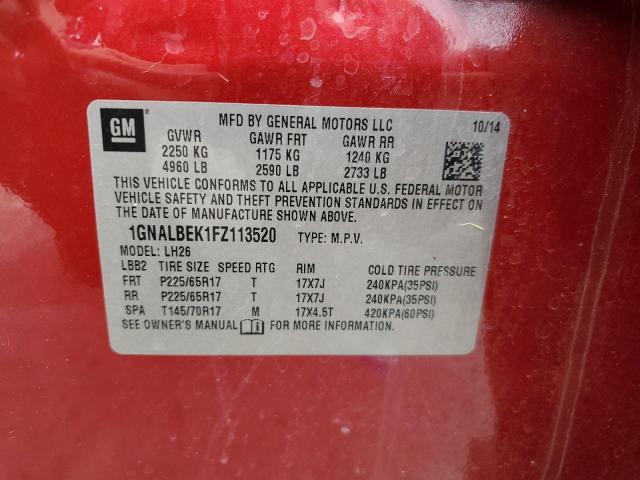 GM
MFD BY GENERAL MOTORS LLC 10/14
GVWR GAWR FRT GAWR RR
2250 KG 1175 KG 1240 KG
4960 LB 2590 LB 2733 LB
THIS VEHICLE CONFORMS TO ALL APPLICABLE U.S. FEDERAL MOTOR
VEHICLE SAFETY AND THEFT PREVENTION STANDARDS IN EFFECT ON
THE DATE OF MANUFACTURE SHOWN ABOVE.
1GNALBEK1FZ113520 TYPE: M.P.V.
MODEL: LH26
LBB2 TIRE SIZE SPEED RTG RIM COLD TIRE PRESSURE
FRT P225/65R17 T 17X7J 240KPA(35PSI)
RR P225/65R17 T 17X7J 240KPA(35PSI)
SPA T145/70R17 M 17X4.5T 420KPA(60PSI)
SEE OWNER'S MANUAL FOR MORE INFORMATION.